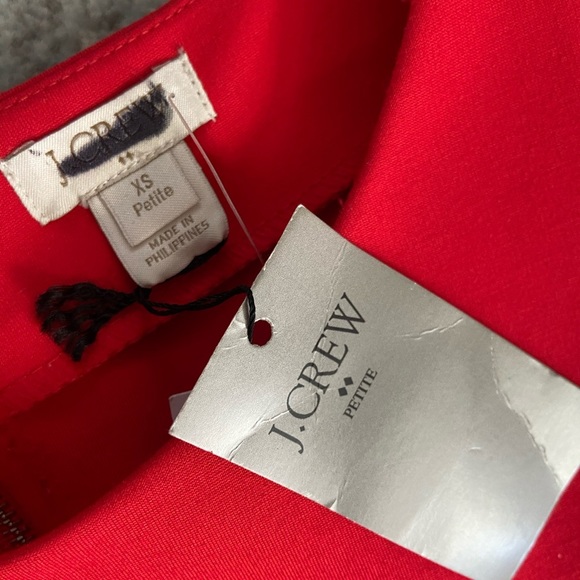 J.CREW
XS
Petite
MADE IN
PHILIPPINES
J.CREW
PETITE